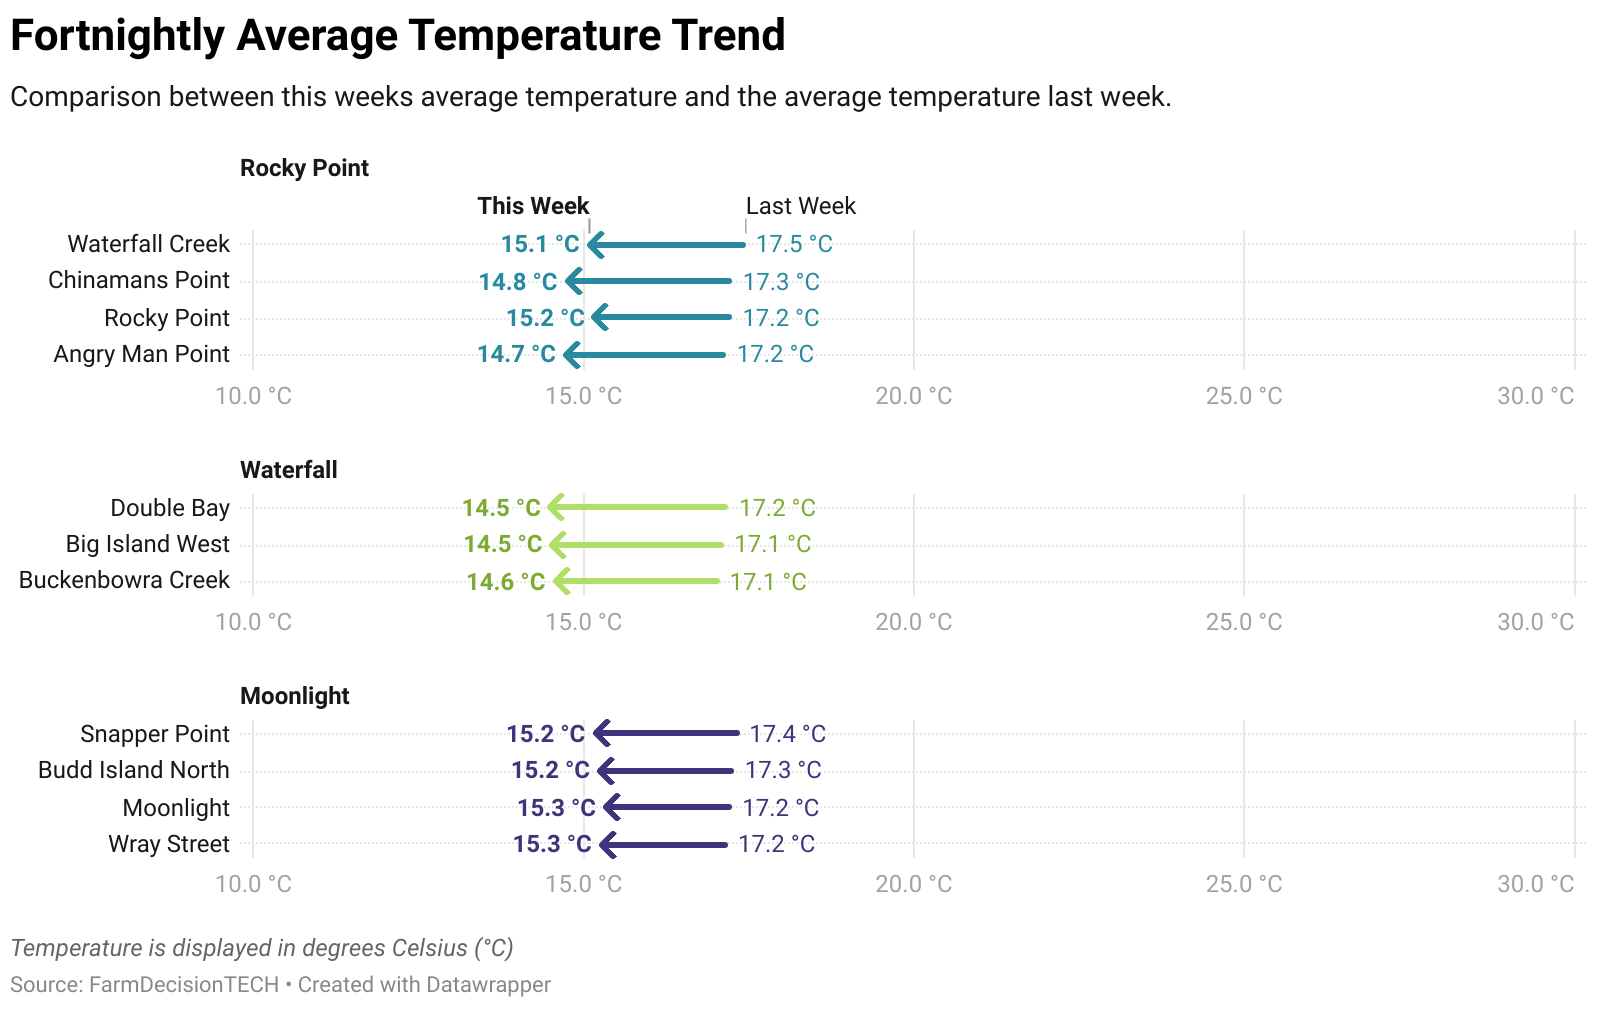 Fortnightly Average Temperature Trend
Comparison between this weeks average temperature and the average temperature last week.
Rocky Point
This Week Last Week
Waterfall Creek 15.1 °C 17.5 °C
Chinamans Point 14.8 °C 17.3 °C
Rocky Point 15.2 °C 17.2 °C
Angry Man Point 14.7 °C 17.2 °C
10.0 °C 15.0 °C 20.0 °C 25.0 °C 30.0 °C
Waterfall
Double Bay 14.5 °C 17.2 °C
Big Island West 14.5 °C 17.1 °C
Buckenbowra Creek 14.6 °C 17.1 °C
10.0 °C 15.0 °C 20.0 °C 25.0 °C 30.0 °C
Moonlight
Snapper Point 15.2 °C 17.4 °C
Budd Island North 15.2 °C 17.3 °C
Moonlight 15.3 °C 17.2 °C
Wray Street 15.3 °C 17.2 °C
10.0 °C 15.0 °C 20.0 °C 25.0 °C 30.0 °C
Temperature is displayed in degrees Celsius (°C)
Source: FarmDecisionTECH • Created with Datawrapper